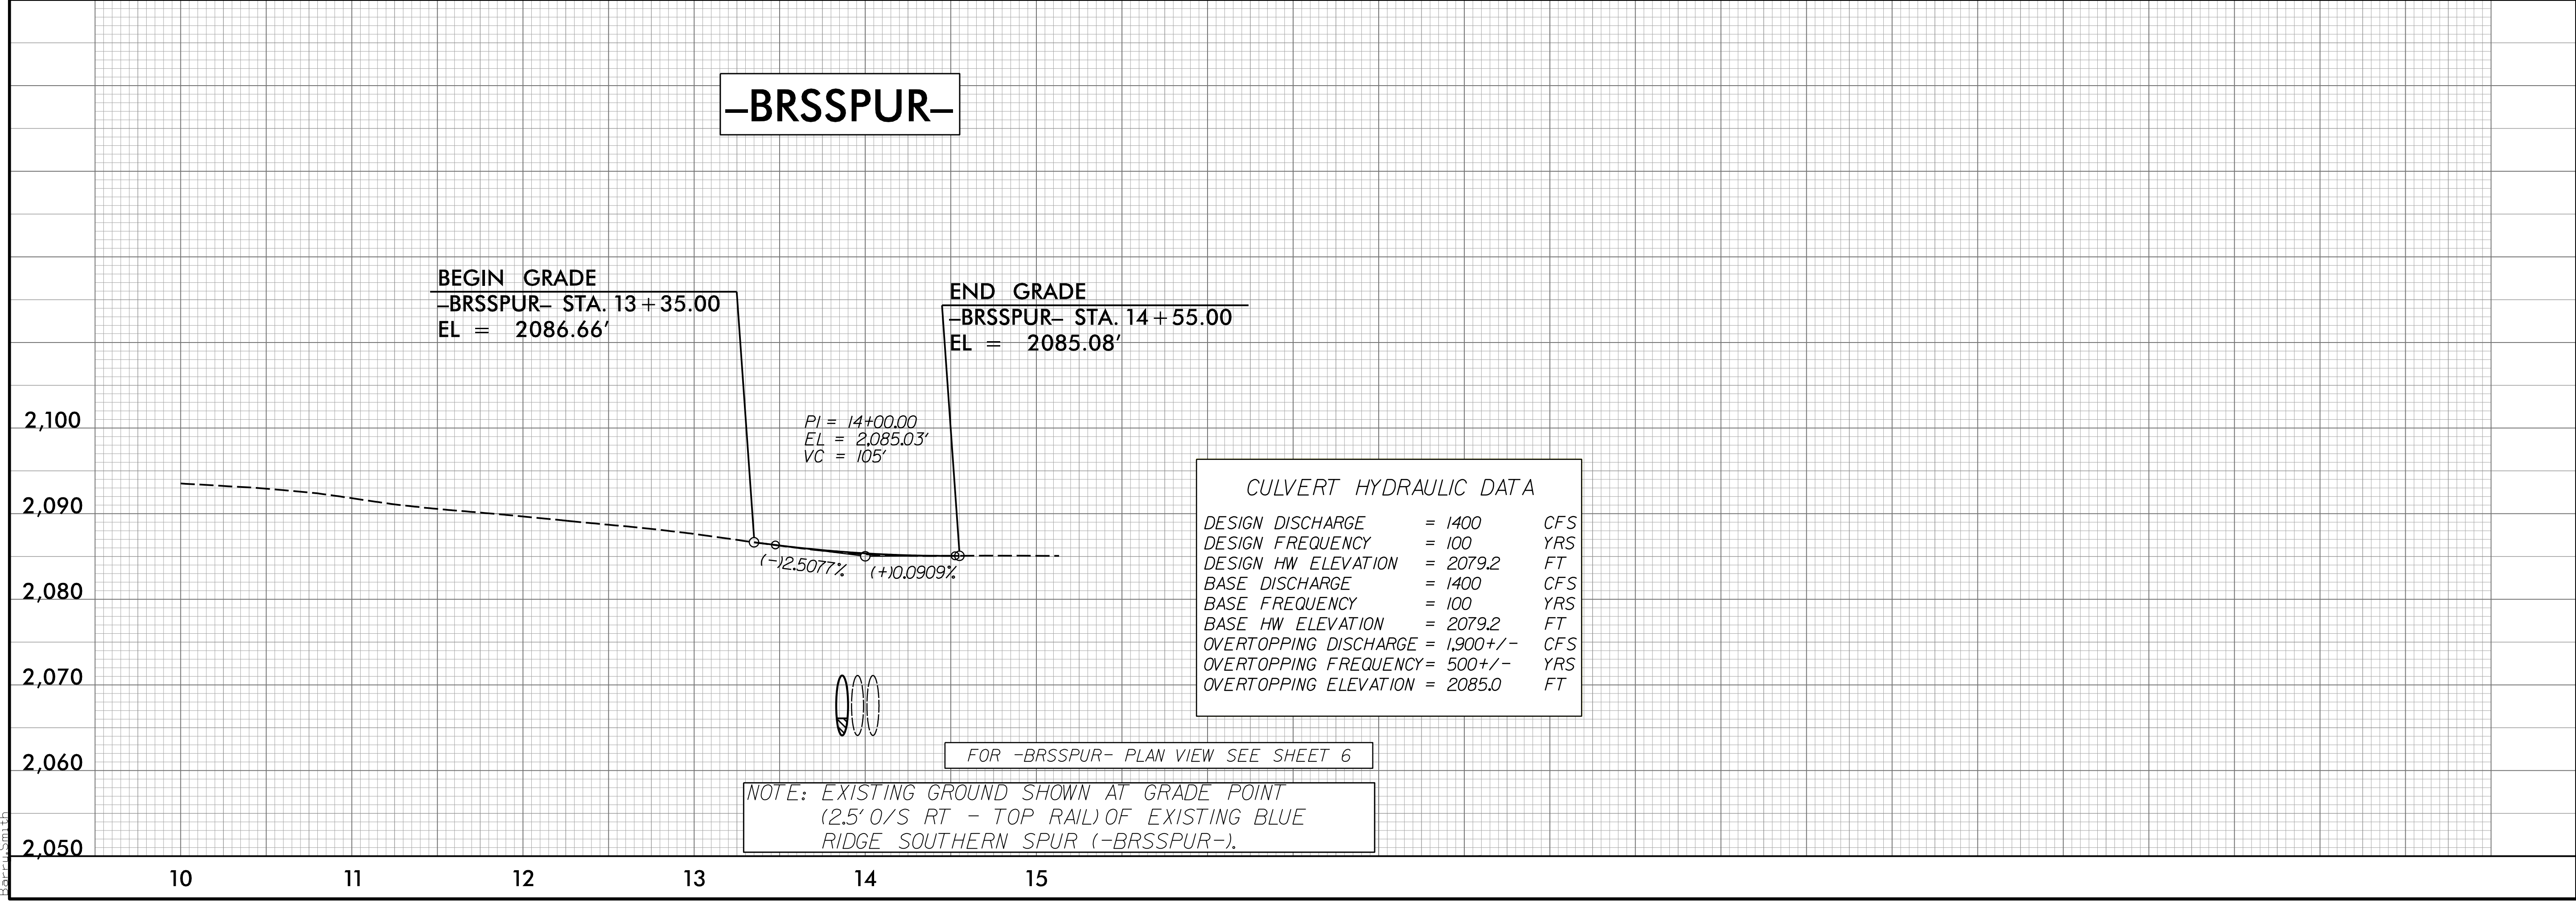 –BRSSPUR–
BEGIN GRADE
–BRSSPUR– STA. 13+35.00
EL = 2086.66'
END GRADE
–BRSSPUR– STA. 14+55.00
EL = 2085.08'
PI = 14+00.00
EL = 2,085.03'
VC = 105'
(-)2.5077%
(+)0.0909%
CULVERT HYDRAULIC DATA
DESIGN DISCHARGE = 1400 CFS
DESIGN FREQUENCY = 100 YRS
DESIGN HW ELEVATION = 2079.2 FT
BASE DISCHARGE = 1400 CFS
BASE FREQUENCY = 100 YRS
BASE HW ELEVATION = 2079.2 FT
OVERTOPPING DISCHARGE = 1,900+/- CFS
OVERTOPPING FREQUENCY= 500+/- YRS
OVERTOPPING ELEVATION = 2085.0 FT
FOR -BRSSPUR- PLAN VIEW SEE SHEET 6
NOTE: EXISTING GROUND SHOWN AT GRADE POINT
(2.5' O/S RT - TOP RAIL) OF EXISTING BLUE
RIDGE SOUTHERN SPUR (-BRSSPUR-).
2,100
2,090
2,080
2,070
2,060
2,050
10 11 12 13 14 15
Barry.Smith